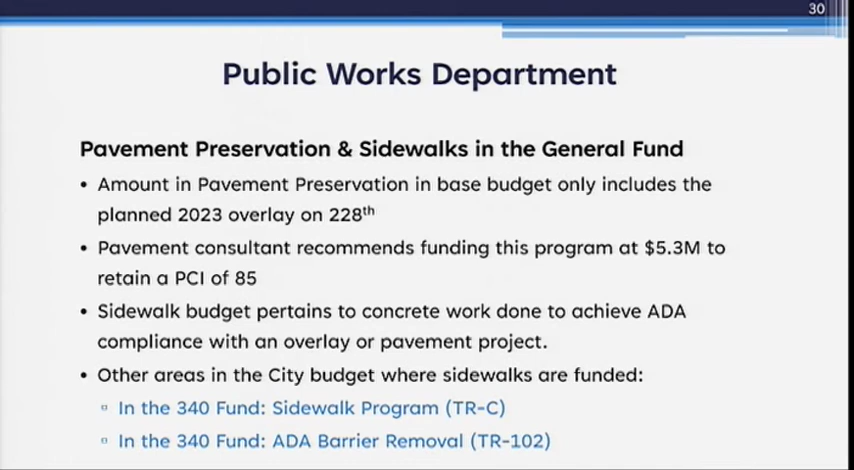 30
Public Works Department
Pavement Preservation & Sidewalks in the General Fund
• Amount in Pavement Preservation in base budget only includes the
planned 2023 overlay on 228th
• Pavement consultant recommends funding this program at $5.3M to
retain a PCI of 85
• Sidewalk budget pertains to concrete work done to achieve ADA
compliance with an overlay or pavement project.
• Other areas in the City budget where sidewalks are funded:
▫ In the 340 Fund: Sidewalk Program (TR-C)
▫ In the 340 Fund: ADA Barrier Removal (TR-102)